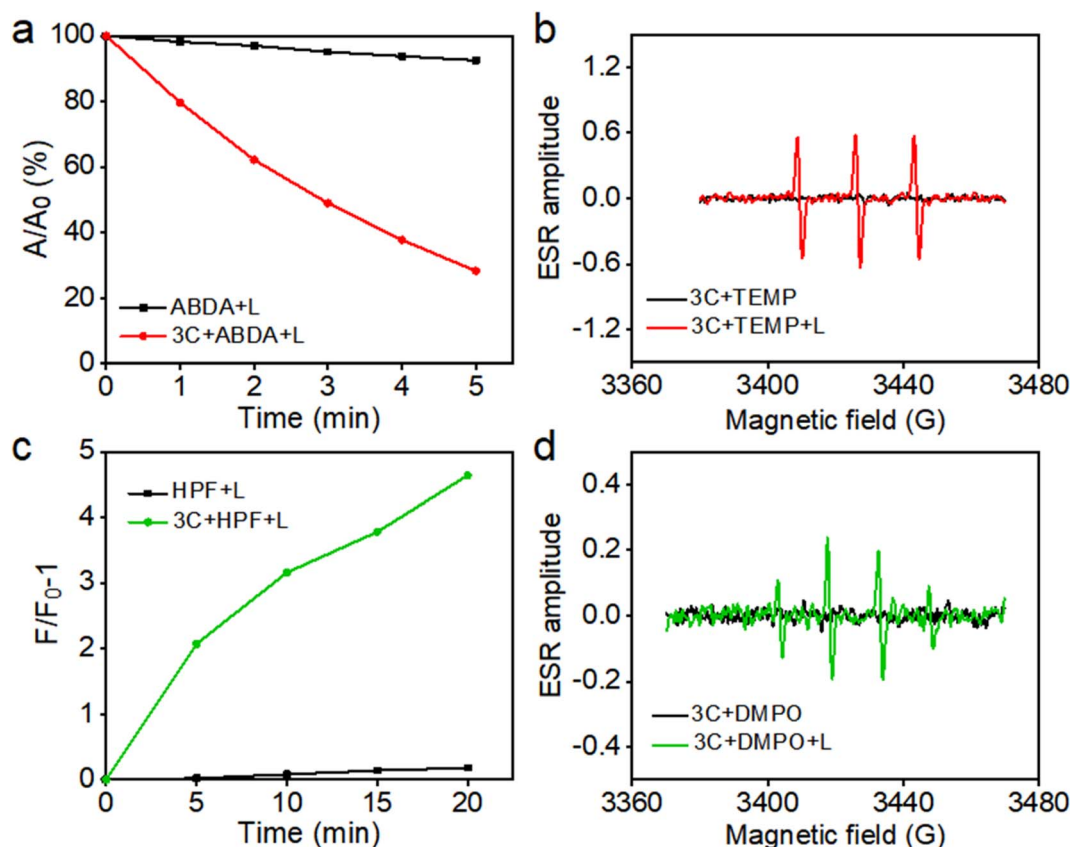 a
A/A0 (%)
100
80
60
40
20
0
ABDA+L
3C+ABDA+L
0 1 2 3 4 5
Time (min)
b
ESR amplitude
1.2
0.6
0.0
-0.6
-1.2
3C+TEMP
3C+TEMP+L
3360 3400 3440 3480
Magnetic field (G)
c
F/F0-1
5
4
3
2
1
0
HPF+L
3C+HPF+L
0 5 10 15 20
Time (min)
d
ESR amplitude
0.4
0.2
0.0
-0.2
-0.4
3C+DMPO
3C+DMPO+L
3360 3400 3440 3480
Magnetic field (G)